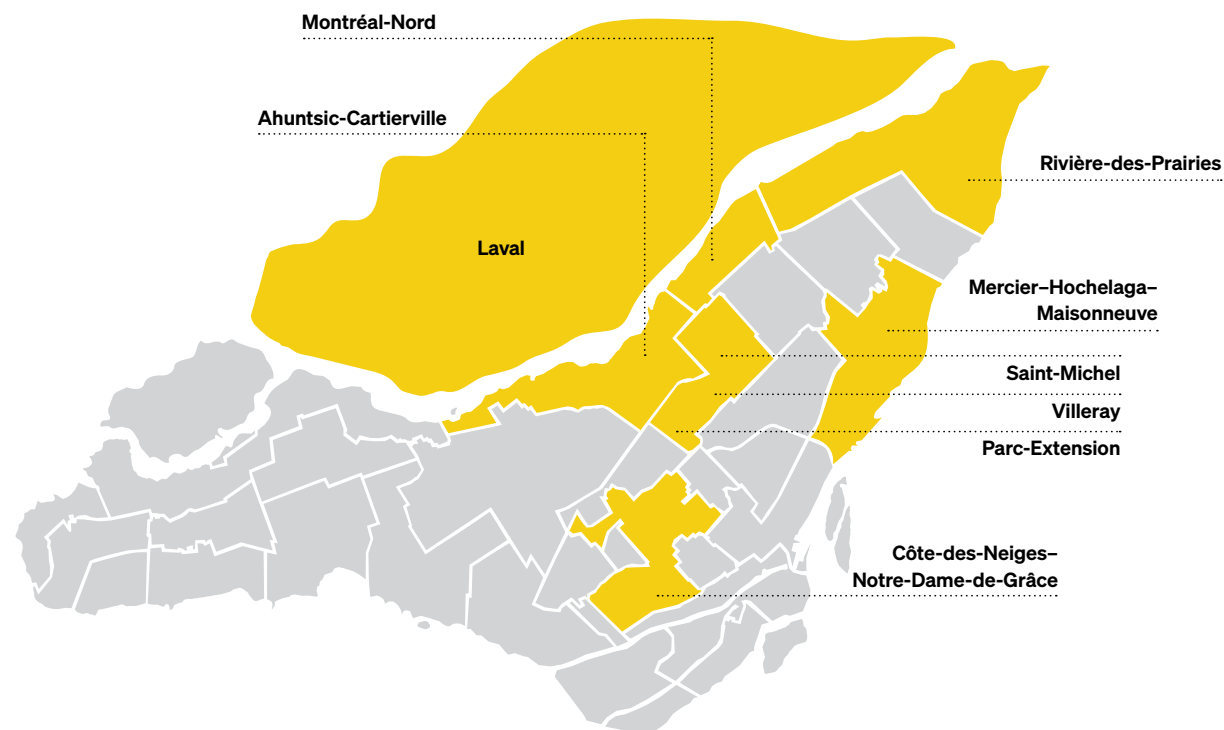 Montréal-Nord
Ahuntsic-Cartierville
Rivière-des-Prairies
Laval
Mercier–Hochelaga–
Maisonneuve
Saint-Michel
Villeray
Parc-Extension
Côte-des-Neiges–
Notre-Dame-de-Grâce